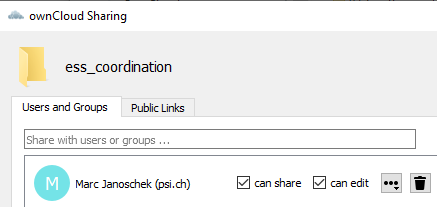 ownCloud Sharing
ess_coordination
Users and Groups
Public Links
Share with users or groups ...
M
Marc Janoschek (psi.ch)
can share
can edit